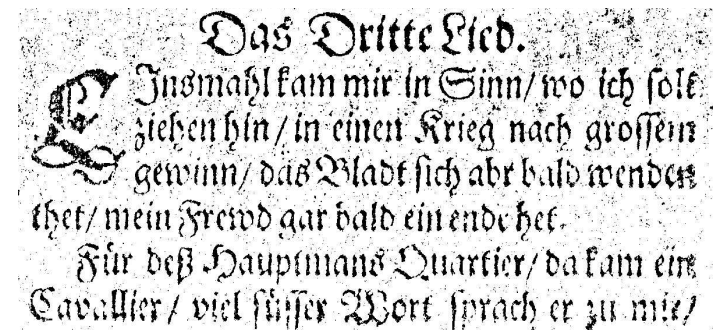 Das Dritte Lied.
EInsmahl kam mir in Sinn/ wo ich solt
ziehen hin/ in einen Krieg nach grossem
gewinn/ das Bladt sich abr bald wenden
thet/ mein Frewd gar bald ein ende het.
Für deß Hauptmans Quartier/ da kam ein
Cavallier/ viel süsser Wort sprach er zu mir/